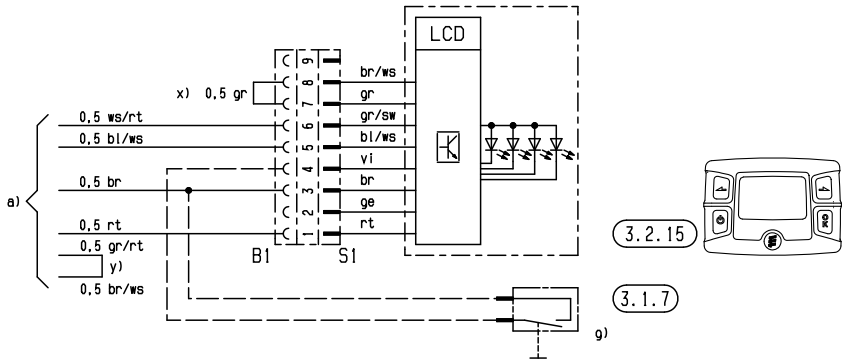 LCD
9
8
7
6
5
4
3
2
1
br/ws
gr
gr/sw
bl/ws
vi
br
ge
rt
x) 0,5 gr
0,5 ws/rt
0,5 bl/ws
a)
0,5 br
0,5 rt
0,5 gr/rt
y)
0,5 br/ws
B1
S1
3.2.15
OK
3.1.7
g)